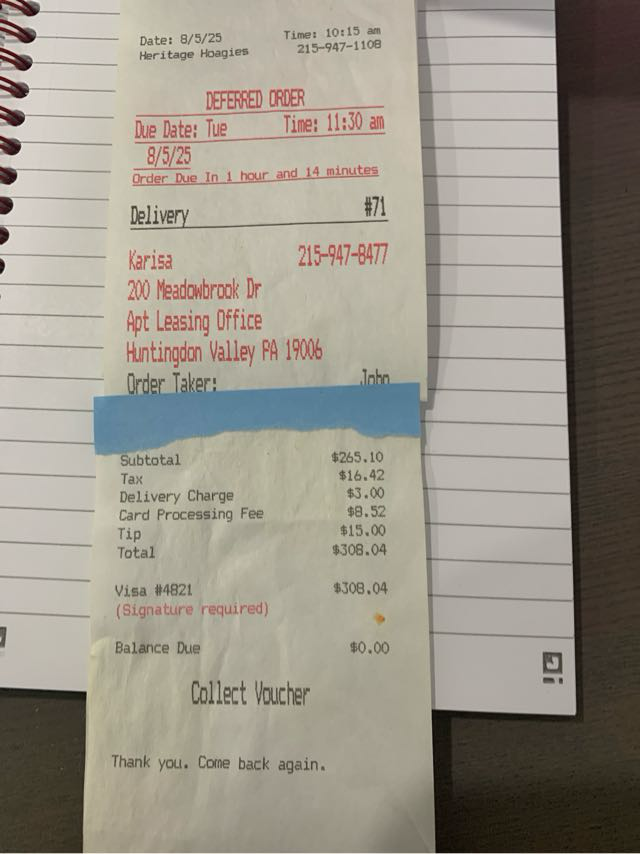 Date: 8/5/25 Time: 10:15 am
Heritage Hoagies 215-947-1108
DEFERRED ORDER
Due Date: Tue Time: 11:30 am
8/5/25
Order Due In 1 hour and 14 minutes
Delivery #71
Karisa 215-947-8477
200 Meadowbrook Dr
Apt Leasing Office
Huntingdon Valley PA 19006
Order Taker: John
Subtotal $265.10
Tax $16.42
Delivery Charge $3.00
Card Processing Fee $8.52
Tip $15.00
Total $308.04
Visa #4821 $308.04
(Signature required)
Balance Due $0.00
Collect Voucher
Thank you. Come back again.